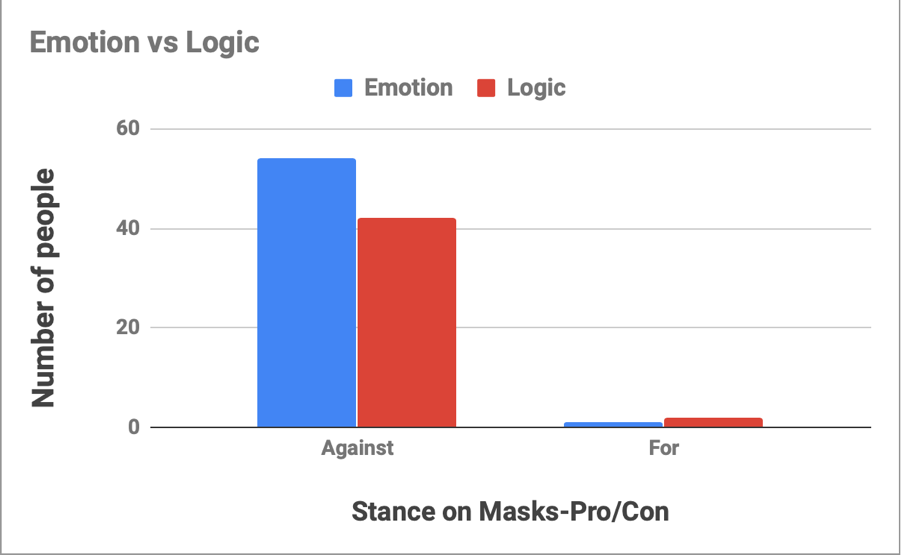 Emotion vs Logic
Emotion Logic
60
40
20
0
Number of people
Against For
Stance on Masks-Pro/Con